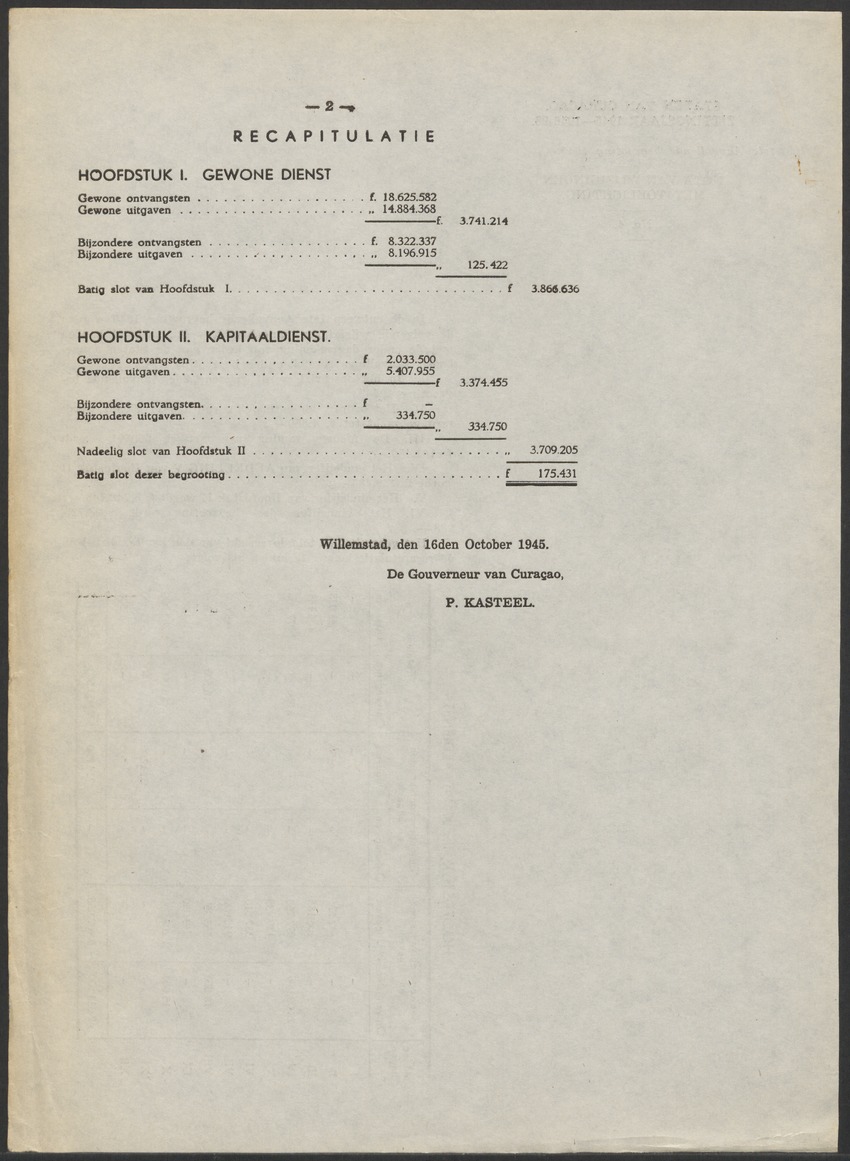 — 2 —
RECAPITULATIE
HOOFDSTUK I. GEWONE DIENST
Gewone ontvangsten . . . . . . . . . . . . . . . . . . . f. 18.625.582
Gewone uitgaven . . . . . . . . . . . . . . . . . . . . . „ 14.884.368
f. 3.741.214
Bijzondere ontvangsten . . . . . . . . . . . . . . . . . . f. 8.322.337
Bijzondere uitgaven . . . . . . . . . . . . . . . . . . . . „ 8.196.915
„ 125.422
Batig slot van Hoofdstuk I. . . . . . . . . . . . . . . . . . . . . . . . . . . . . . . f 3.866.636
HOOFDSTUK II. KAPITAALDIENST.
Gewone ontvangsten . . . . . . . . . . . . . . . . . . . f 2.033.500
Gewone uitgaven . . . . . . . . . . . . . . . . . . . . . „ 5.407.955
f 3.374.455
Bijzondere ontvangsten. . . . . . . . . . . . . . . . . . . f —
Bijzondere uitgaven. . . . . . . . . . . . . . . . . . . . . „ 334.750
„ 334.750
Nadeelig slot van Hoofdstuk II . . . . . . . . . . . . . . . . . . . . . . . . . . . . „ 3.709.205
Batig slot dezer begrooting . . . . . . . . . . . . . . . . . . . . . . . . . . . . . . . f 175.431
Willemstad, den 16den October 1945.
De Gouverneur van Curaçao,
P. KASTEEL.